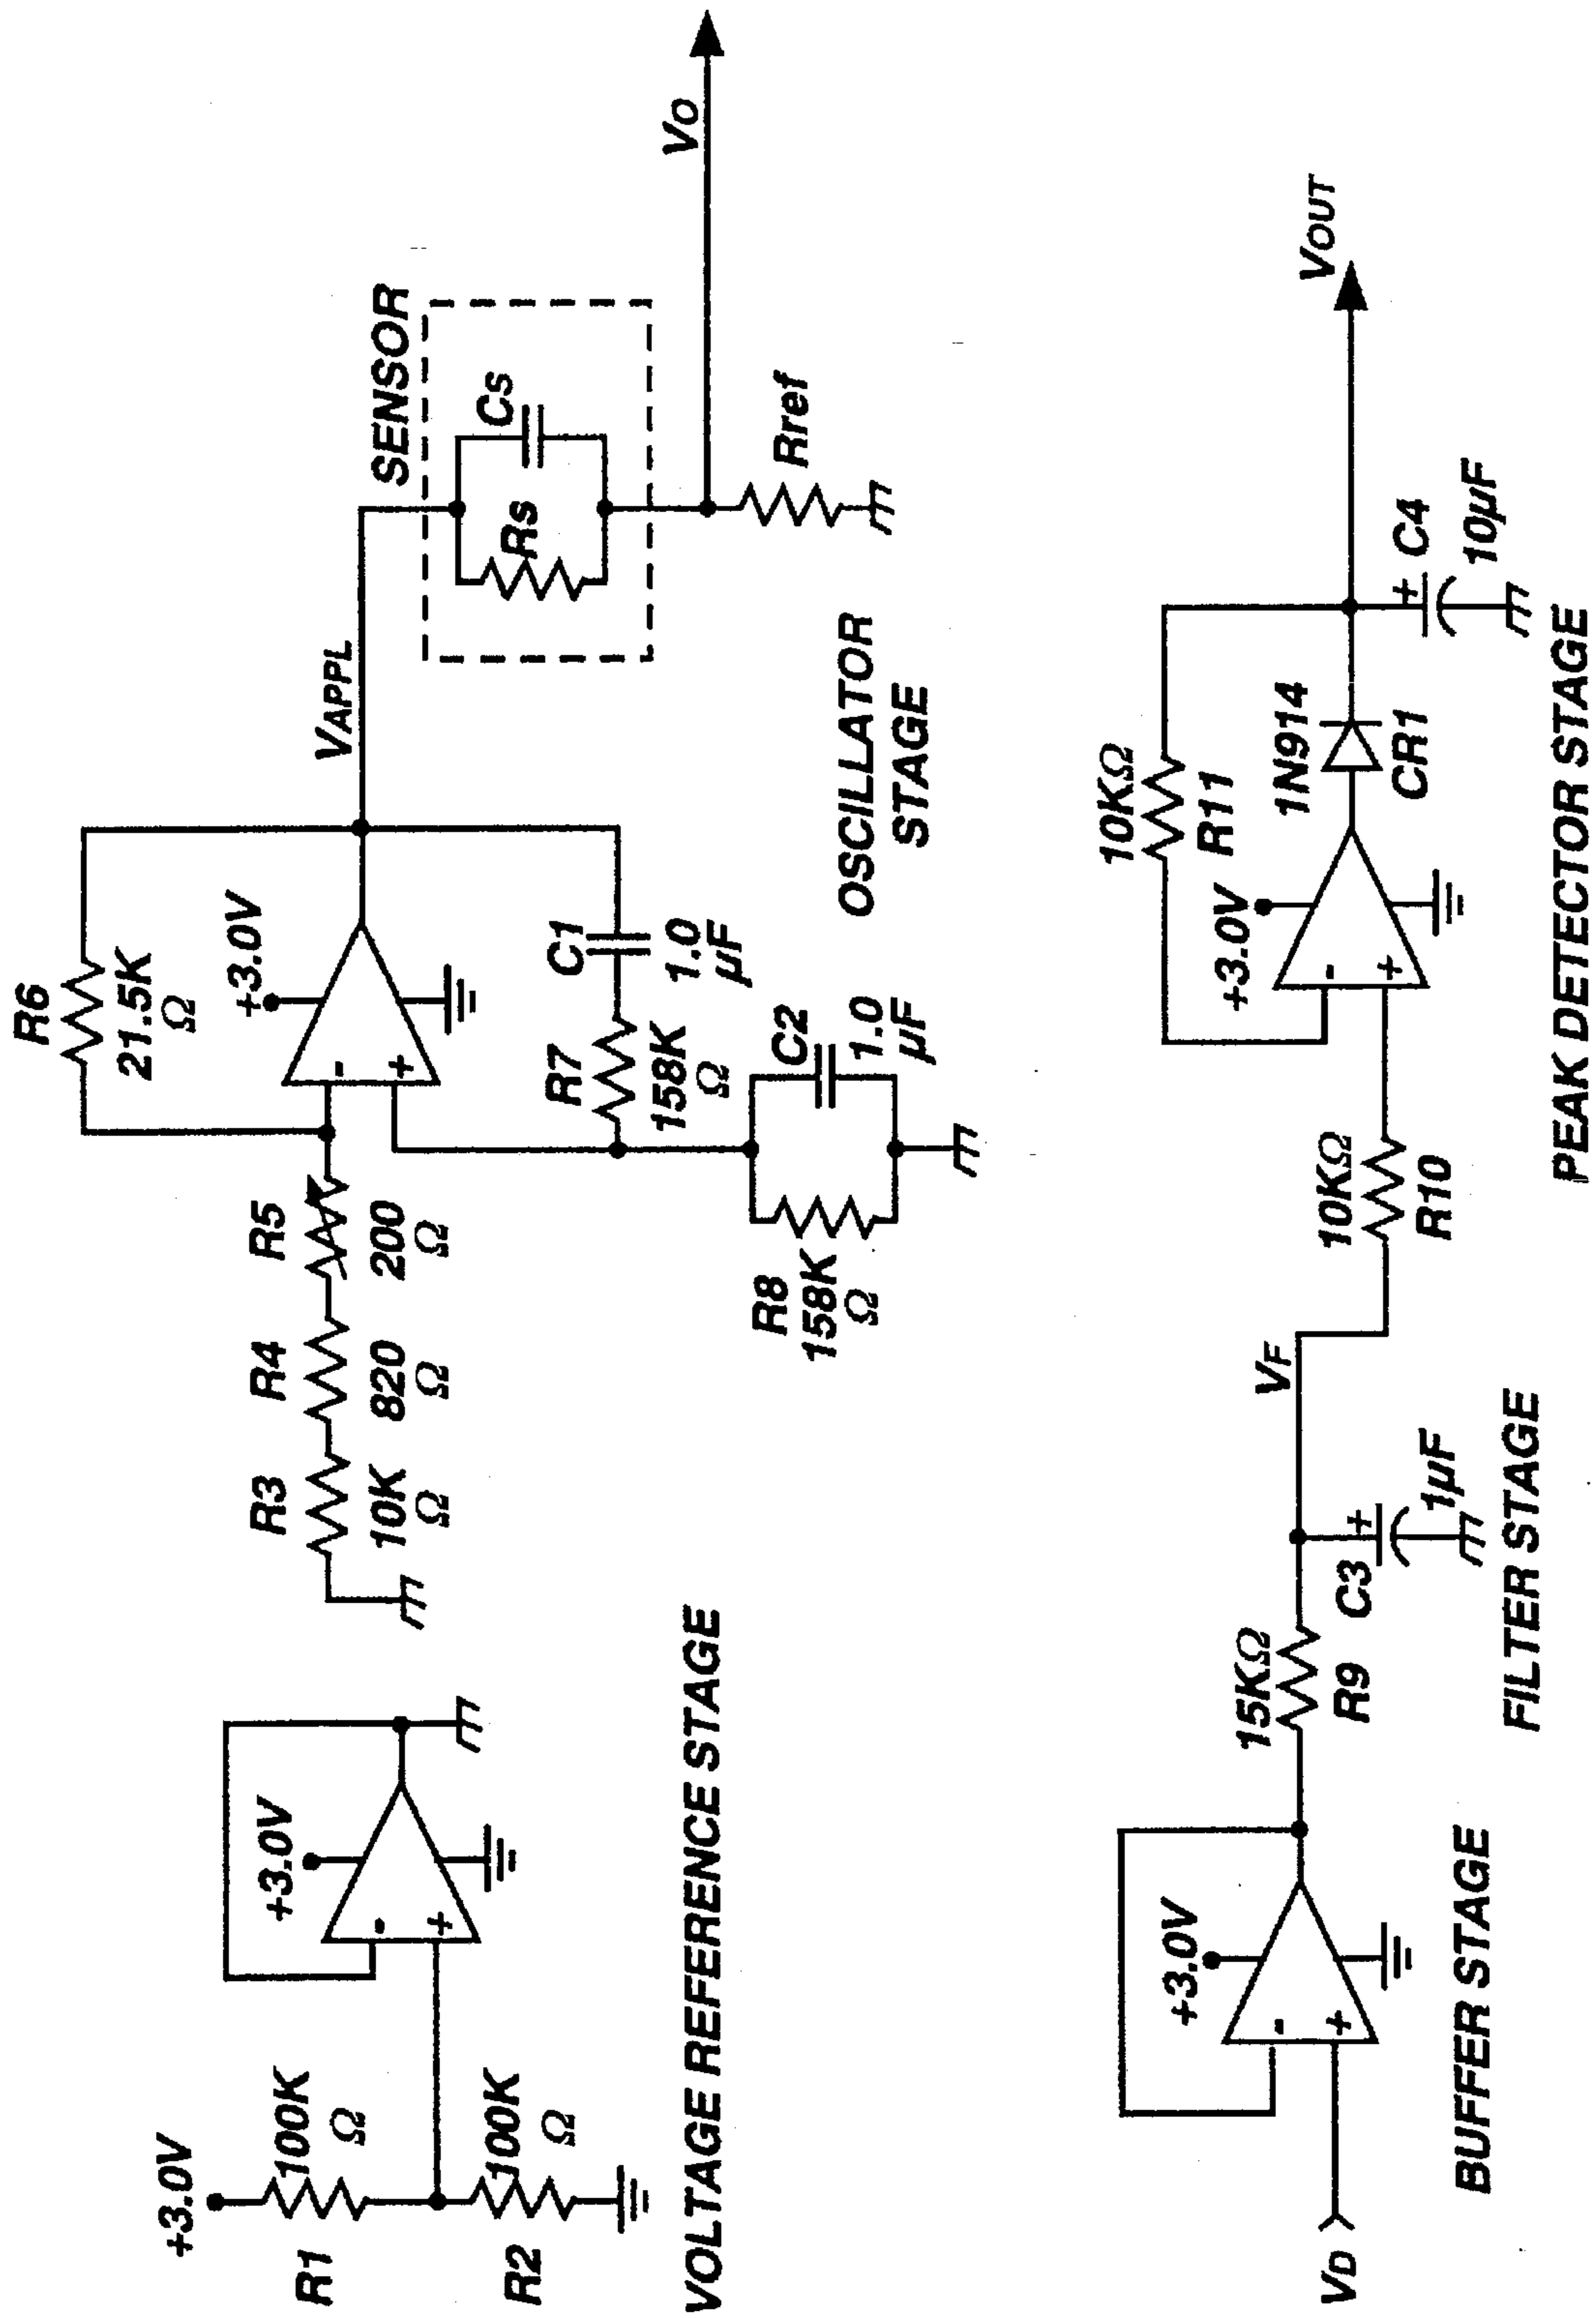 +3.0V
R1
100K
Ω
R2
100K
Ω
+3.0V
-
+
VOLTAGE REFERENCE STAGE
R3
10K
Ω
R4
820
Ω
R5
200
Ω
R6
21.5K
Ω
+3.0V
-
+
R7
158K
Ω
C1
1.0
µF
R8
158K
Ω
C2
1.0
µF
VAPPL
OSCILLATOR
STAGE
SENSOR
Rs
Cs
Rref
VO
VD
+3.0V
-
+
BUFFER STAGE
15KΩ
R9
C3
+
1µF
FILTER STAGE
VF
10KΩ
R10
+3.0V
-
+
10KΩ
R11
1N914
CR1
+
C4
10µF
VOUT
PEAK DETECTOR STAGE